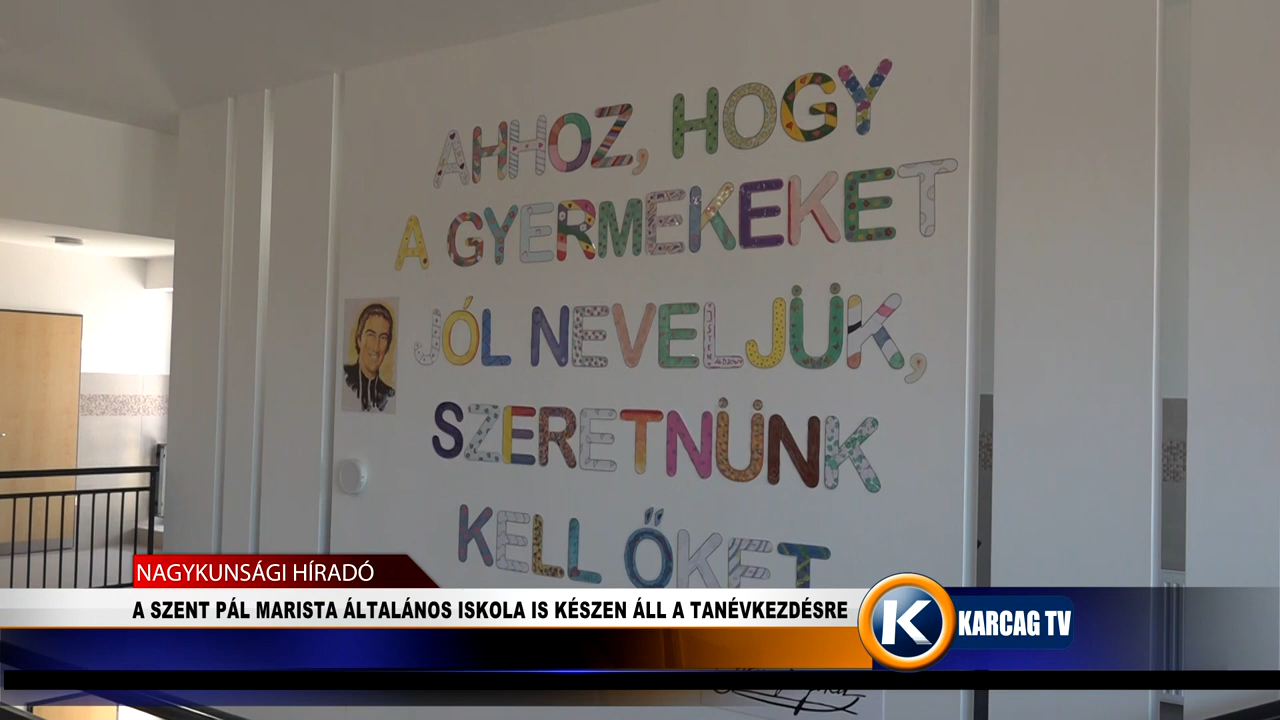 AHHOZ, HOGY
A GYERMEKEKET
JÓL NEVELJÜK,
SZERETNÜNK
KELL ŐKET
NAGYKUNSÁGI HÍRADÓ
A SZENT PÁL MARISTA ÁLTALÁNOS ISKOLA IS KÉSZEN ÁLL A TANÉVKEZDÉSRE
K KARCAG TV